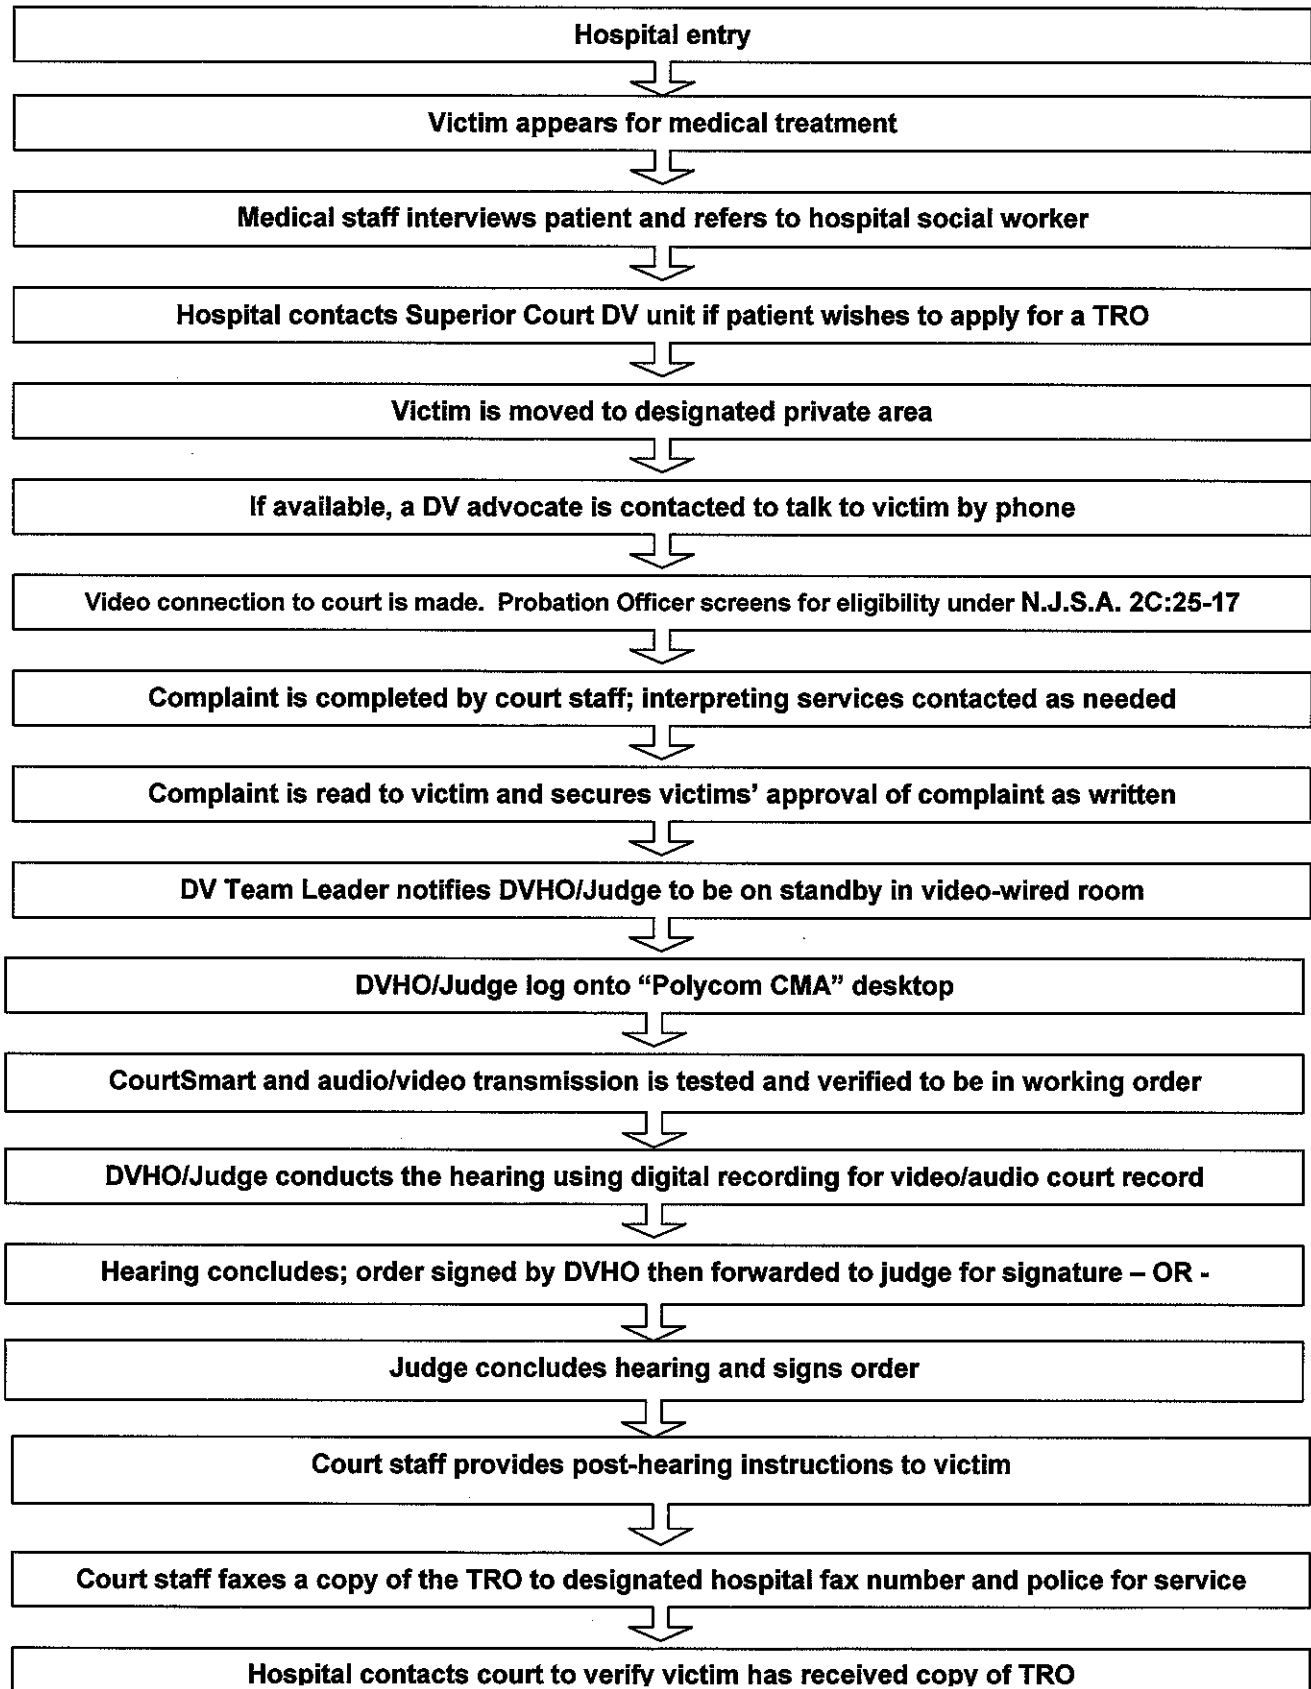 Hospital entry
Victim appears for medical treatment
Medical staff interviews patient and refers to hospital social worker
Hospital contacts Superior Court DV unit if patient wishes to apply for a TRO
Victim is moved to designated private area
If available, a DV advocate is contacted to talk to victim by phone
Video connection to court is made.  Probation Officer screens for eligibility under N.J.S.A. 2C:25-17
Complaint is completed by court staff; interpreting services contacted as needed
Complaint is read to victim and secures victims’ approval of complaint as written
DV Team Leader notifies DVHO/Judge to be on standby in video-wired room
DVHO/Judge log onto “Polycom CMA” desktop
CourtSmart and audio/video transmission is tested and verified to be in working order
DVHO/Judge conducts the hearing using digital recording for video/audio court record
Hearing concludes; order signed by DVHO then forwarded to judge for signature – OR -
Judge concludes hearing and signs order
Court staff provides post-hearing instructions to victim
Court staff faxes a copy of the TRO to designated hospital fax number and police for service
Hospital contacts court to verify victim has received copy of TRO